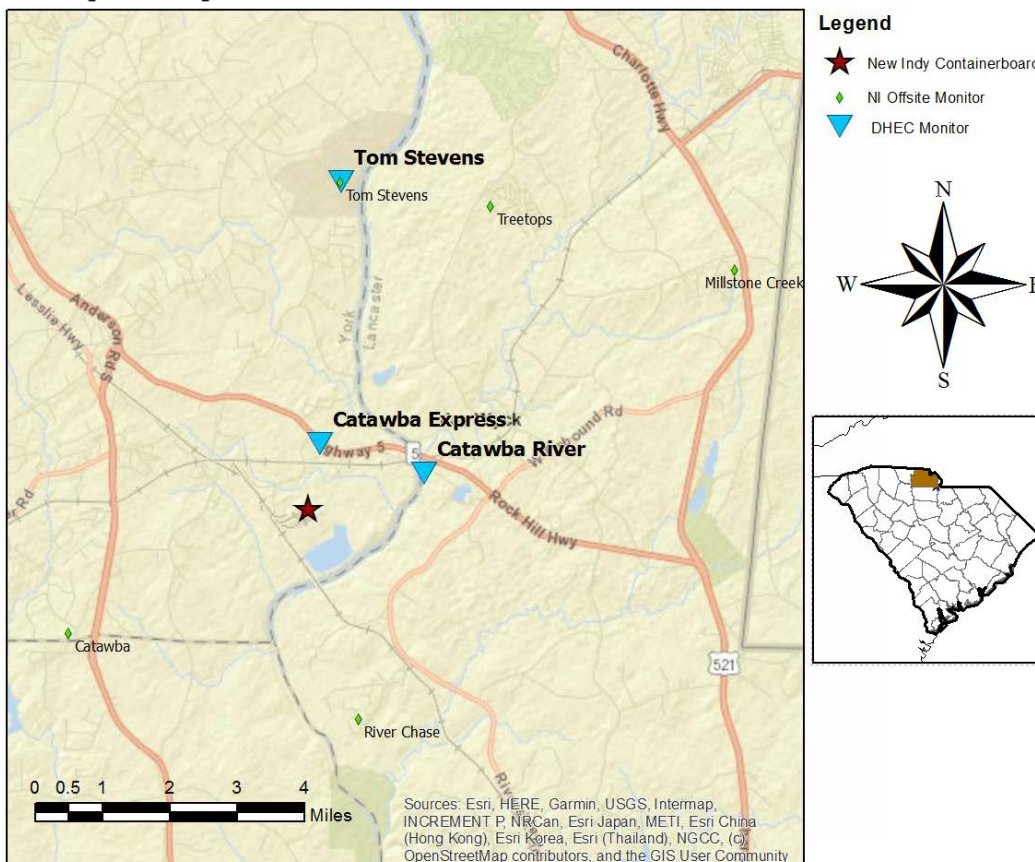 Legend
New Indy Containerboard
NI Offsite Monitor
DHEC Monitor
N
W
E
S
Charlotte Hwy
Tom Stevens
Tom Stevens
Treetops
Millstone Creek
York
Lancaster
Anderson Rd S
Lesslie Hwy
Catawba Express
Highway 5
5
Catawba River
Rock Hill Hwy
Catawba
521
River Chase
0 0.5 1 2 3 4
Miles
Sources: Esri, HERE, Garmin, USGS, Intermap,
INCREMENT P, NRCan, Esri Japan, METI, Esri China
(Hong Kong), Esri Korea, Esri (Thailand), NGCC, (c)
OpenStreetMap contributors, and the GIS User Community